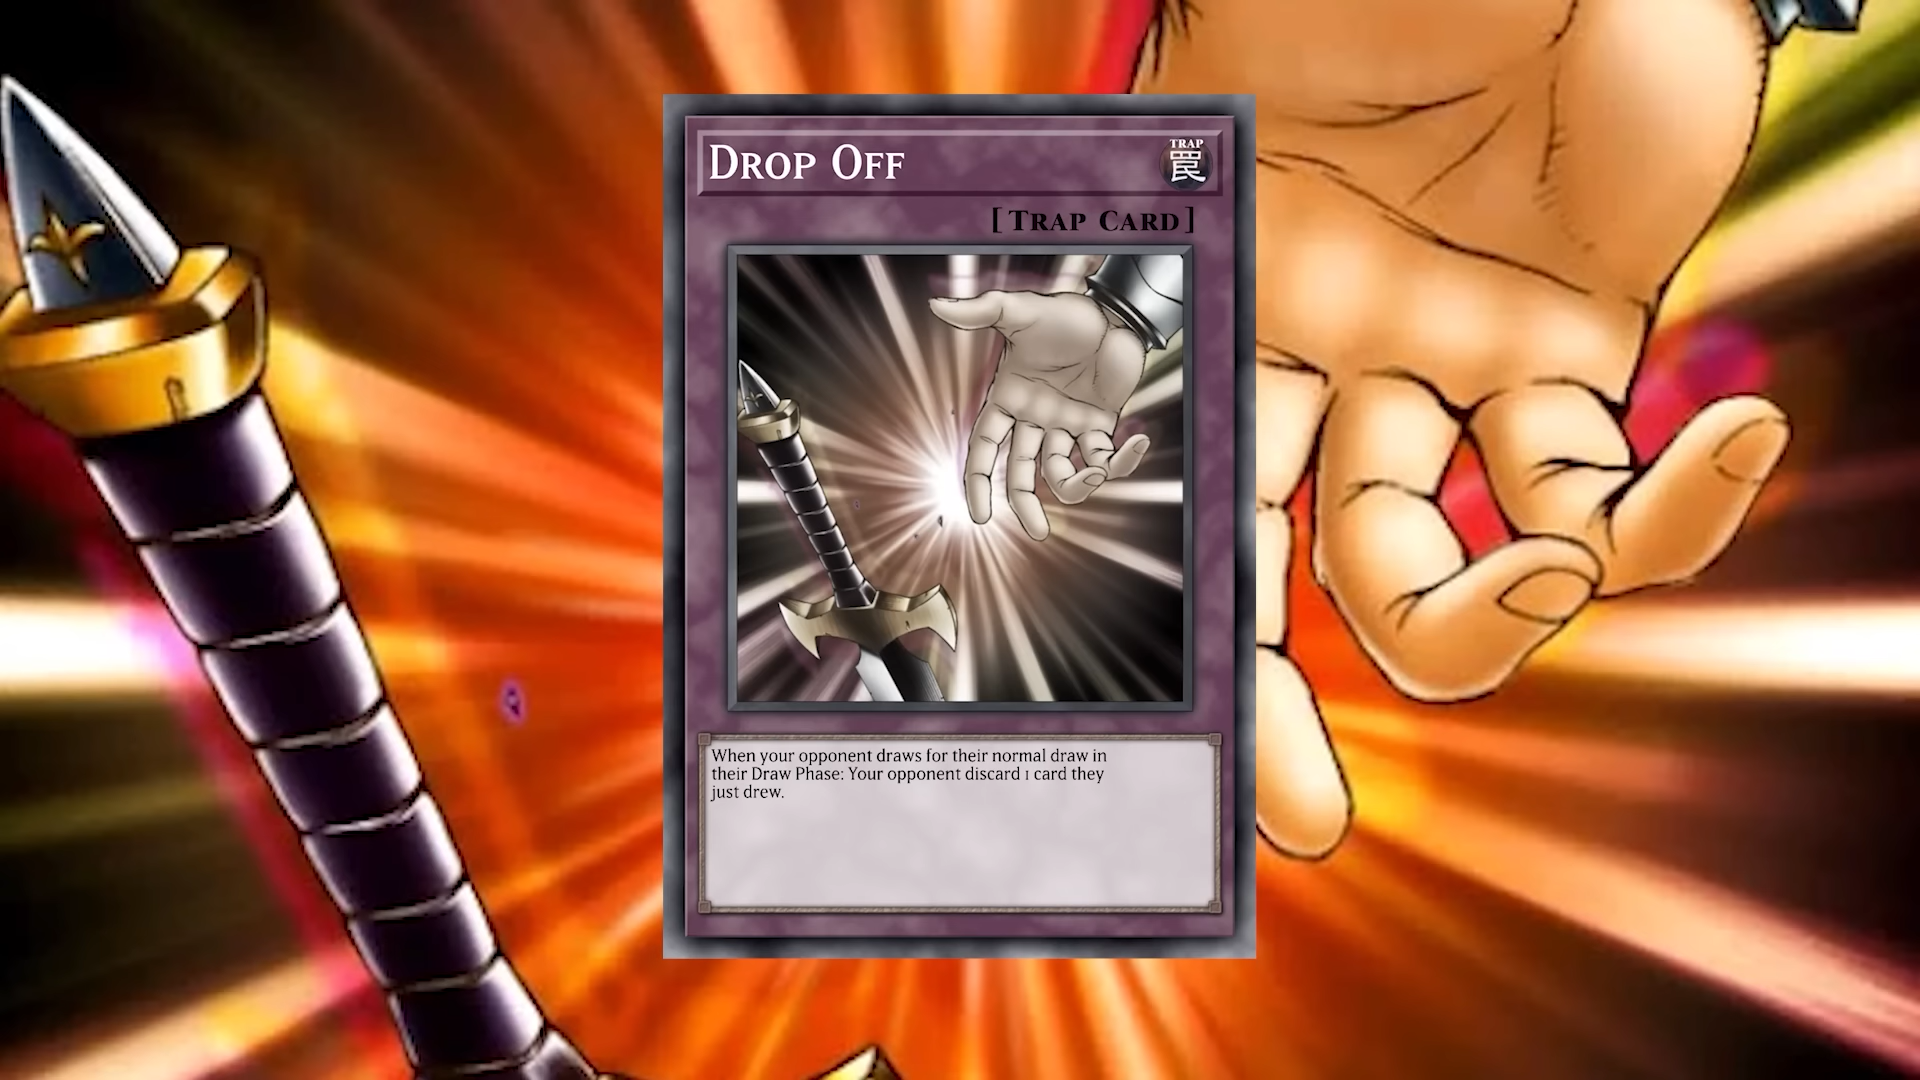 Drop Off
TRAP
罠
[Trap Card]
When your opponent draws for their normal draw in
their Draw Phase: Your opponent discard 1 card they
just drew.